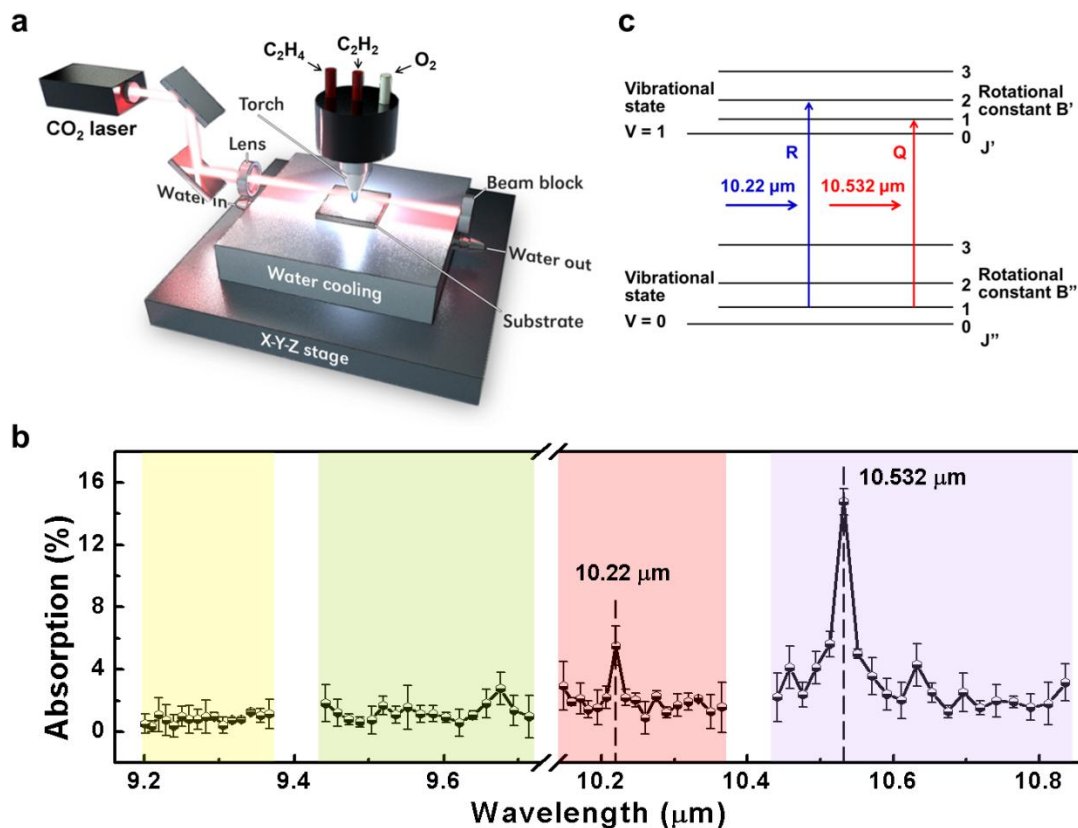 a
C₂H₄
C₂H₂
O₂
CO₂ laser
Torch
Lens
Water in
Beam block
Water out
Water cooling
Substrate
X-Y-Z stage
c
Vibrational
state
V = 1
3
2
1
0
Rotational
constant B'
J'
R
Q
10.22 µm
10.532 µm
Vibrational
state
V = 0
3
2
1
0
Rotational
constant B"
J"
b
Absorption (%)
16
12
8
4
0
10.22 µm
10.532 µm
9.2
9.4
9.6
10.2
10.4
10.6
10.8
Wavelength (µm)